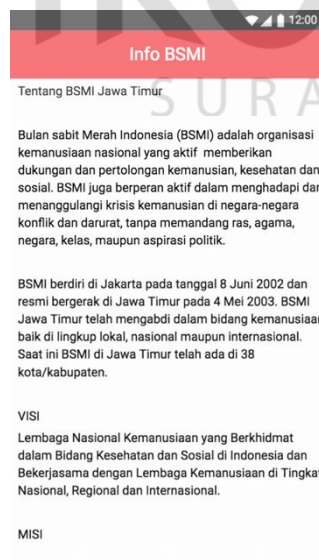 12:00
Info BSMI
Tentang BSMI Jawa Timur
SURA
Bulan sabit Merah Indonesia (BSMI) adalah organisasi
kemanusiaan nasional yang aktif memberikan
dukungan dan pertolongan kemanusian, kesehatan dan
sosial. BSMI juga berperan aktif dalam menghadapi dan
menanggulangi krisis kemanusian di negara-negara
konflik dan darurat, tanpa memandang ras, agama,
negara, kelas, maupun aspirasi politik.
BSMI berdiri di Jakarta pada tanggal 8 Juni 2002 dan
resmi bergerak di Jawa Timur pada 4 Mei 2003. BSMI
Jawa Timur telah mengabdi dalam bidang kemanusiaan
baik di lingkup lokal, nasional maupun internasional.
Saat ini BSMI di Jawa Timur telah ada di 38
kota/kabupaten.
VISI
Lembaga Nasional Kemanusiaan yang Berkhidmat
dalam Bidang Kesehatan dan Sosial di Indonesia dan
Bekerjasama dengan Lembaga Kemanusiaan di Tingkat
Nasional, Regional dan Internasional.
MISI